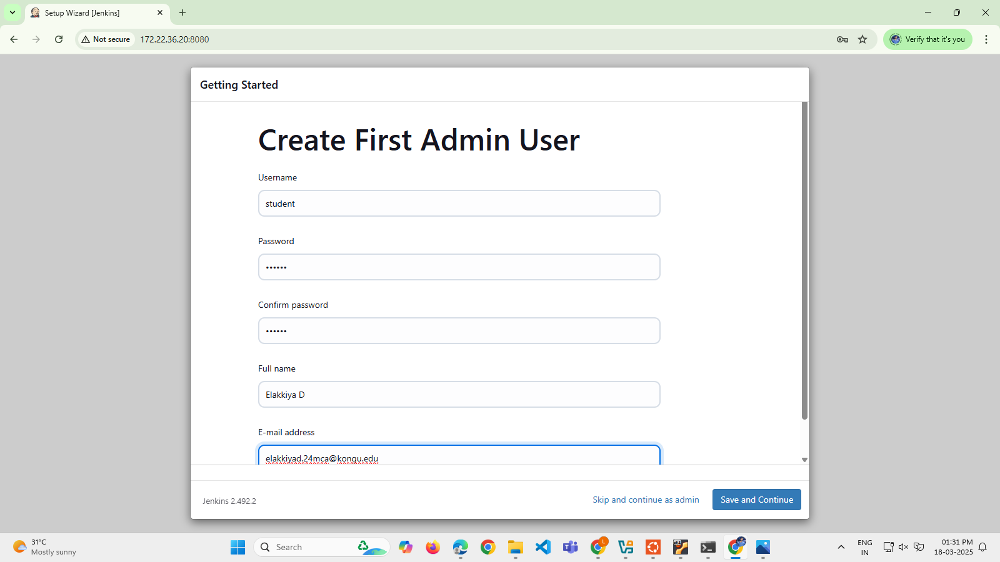 Setup Wizard [Jenkins]
Not secure
172.22.36.20:8080
Verify that it's you
Getting Started
Create First Admin User
Username
student
Password
••••••
Confirm password
••••••
Full name
Elakkiya D
E-mail address
elakkiyad.24mca@kongu.edu
Jenkins 2.492.2
Skip and continue as admin
Save and Continue
31°C
Mostly sunny
Search
L
ENG
IN
01:31 PM
18-03-2025